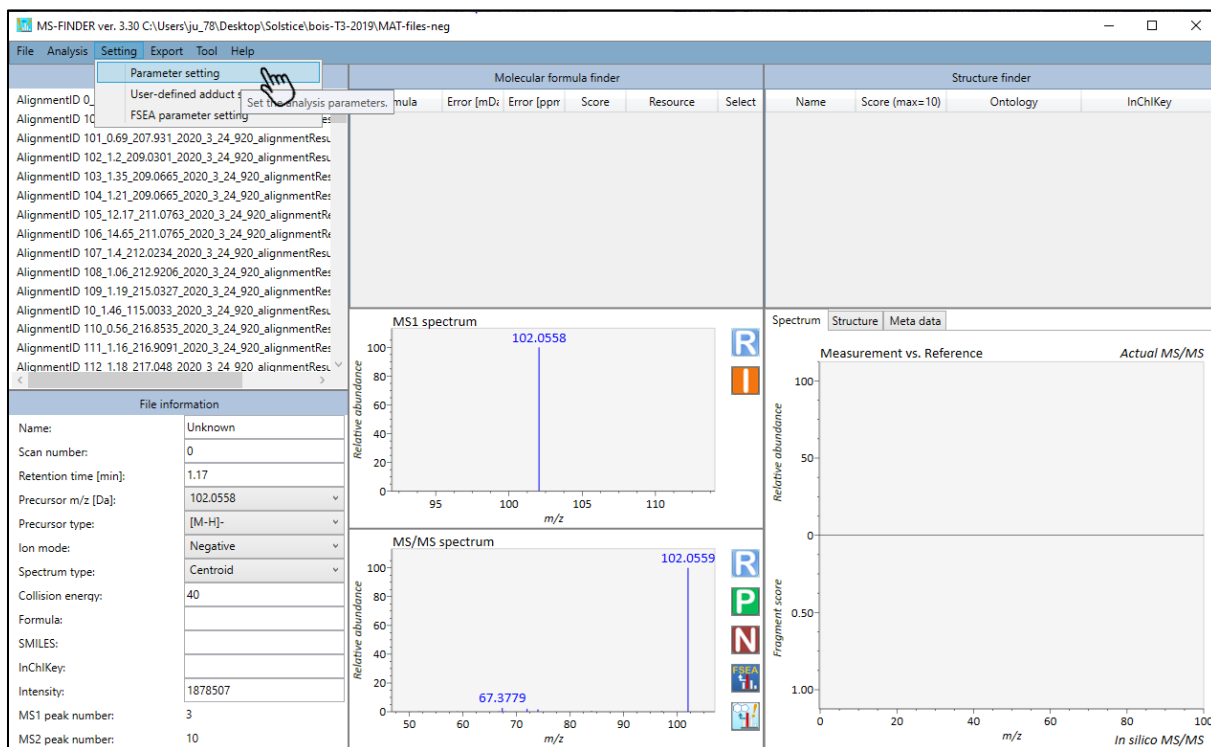 MS-FINDER ver. 3.30 C:\Users\ju_78\Desktop\Solstice\bois-T3-2019\MAT-files-neg
File Analysis Setting Export Tool Help
Parameter setting
User-defined adduct s
Set the analysis parameters.
FSEA parameter setting
AlignmentID 0_
AlignmentID 10
AlignmentID 101_0.69_207.931_2020_3_24_920_alignmentResu
AlignmentID 102_1.2_209.0301_2020_3_24_920_alignmentResu
AlignmentID 103_1.35_209.0665_2020_3_24_920_alignmentRes
AlignmentID 104_1.21_209.0665_2020_3_24_920_alignmentRes
AlignmentID 105_12.17_211.0763_2020_3_24_920_alignmentRe
AlignmentID 106_14.65_211.0765_2020_3_24_920_alignmentRe
AlignmentID 107_1.4_212.0234_2020_3_24_920_alignmentResu
AlignmentID 108_1.06_212.9206_2020_3_24_920_alignmentRes
AlignmentID 109_1.19_215.0327_2020_3_24_920_alignmentRes
AlignmentID 10_1.46_115.0033_2020_3_24_920_alignmentResu
AlignmentID 110_0.56_216.8535_2020_3_24_920_alignmentRes
AlignmentID 111_1.16_216.9091_2020_3_24_920_alignmentRes
AlignmentID 112_1.18_217.048_2020_3_24_920_alignmentResu
File information
Name: Unknown
Scan number: 0
Retention time [min]: 1.17
Precursor m/z [Da]: 102.0558
Precursor type: [M-H]-
Ion mode: Negative
Spectrum type: Centroid
Collision energy: 40
Formula:
SMILES:
InChIKey:
Intensity: 1878507
MS1 peak number: 3
MS2 peak number: 10
Molecular formula finder
mula Error [mDa Error [ppm Score Resource Select
MS1 spectrum
102.0558
Relative abundance
100
80
60
40
20
0
95 100 105 110
m/z
R
I
MS/MS spectrum
102.0559
67.3779
Relative abundance
100
80
60
40
20
0
50 60 70 80 90 100
m/z
R
P
N
FSEA
Structure finder
Name Score (max=10) Ontology InChIKey
Spectrum Structure Meta data
Measurement vs. Reference Actual MS/MS
Relative abundance
100
50
0
Fragment score
0.50
1.00
0 20 40 60 80 100
m/z In silico MS/MS